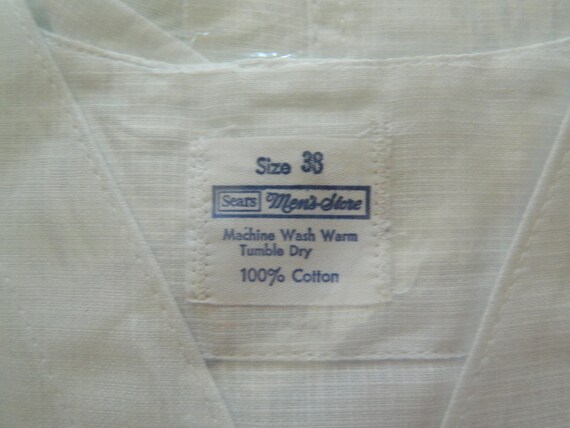 Size 38
Sears Men's-Store
Machine Wash Warm
Tumble Dry
100% Cotton